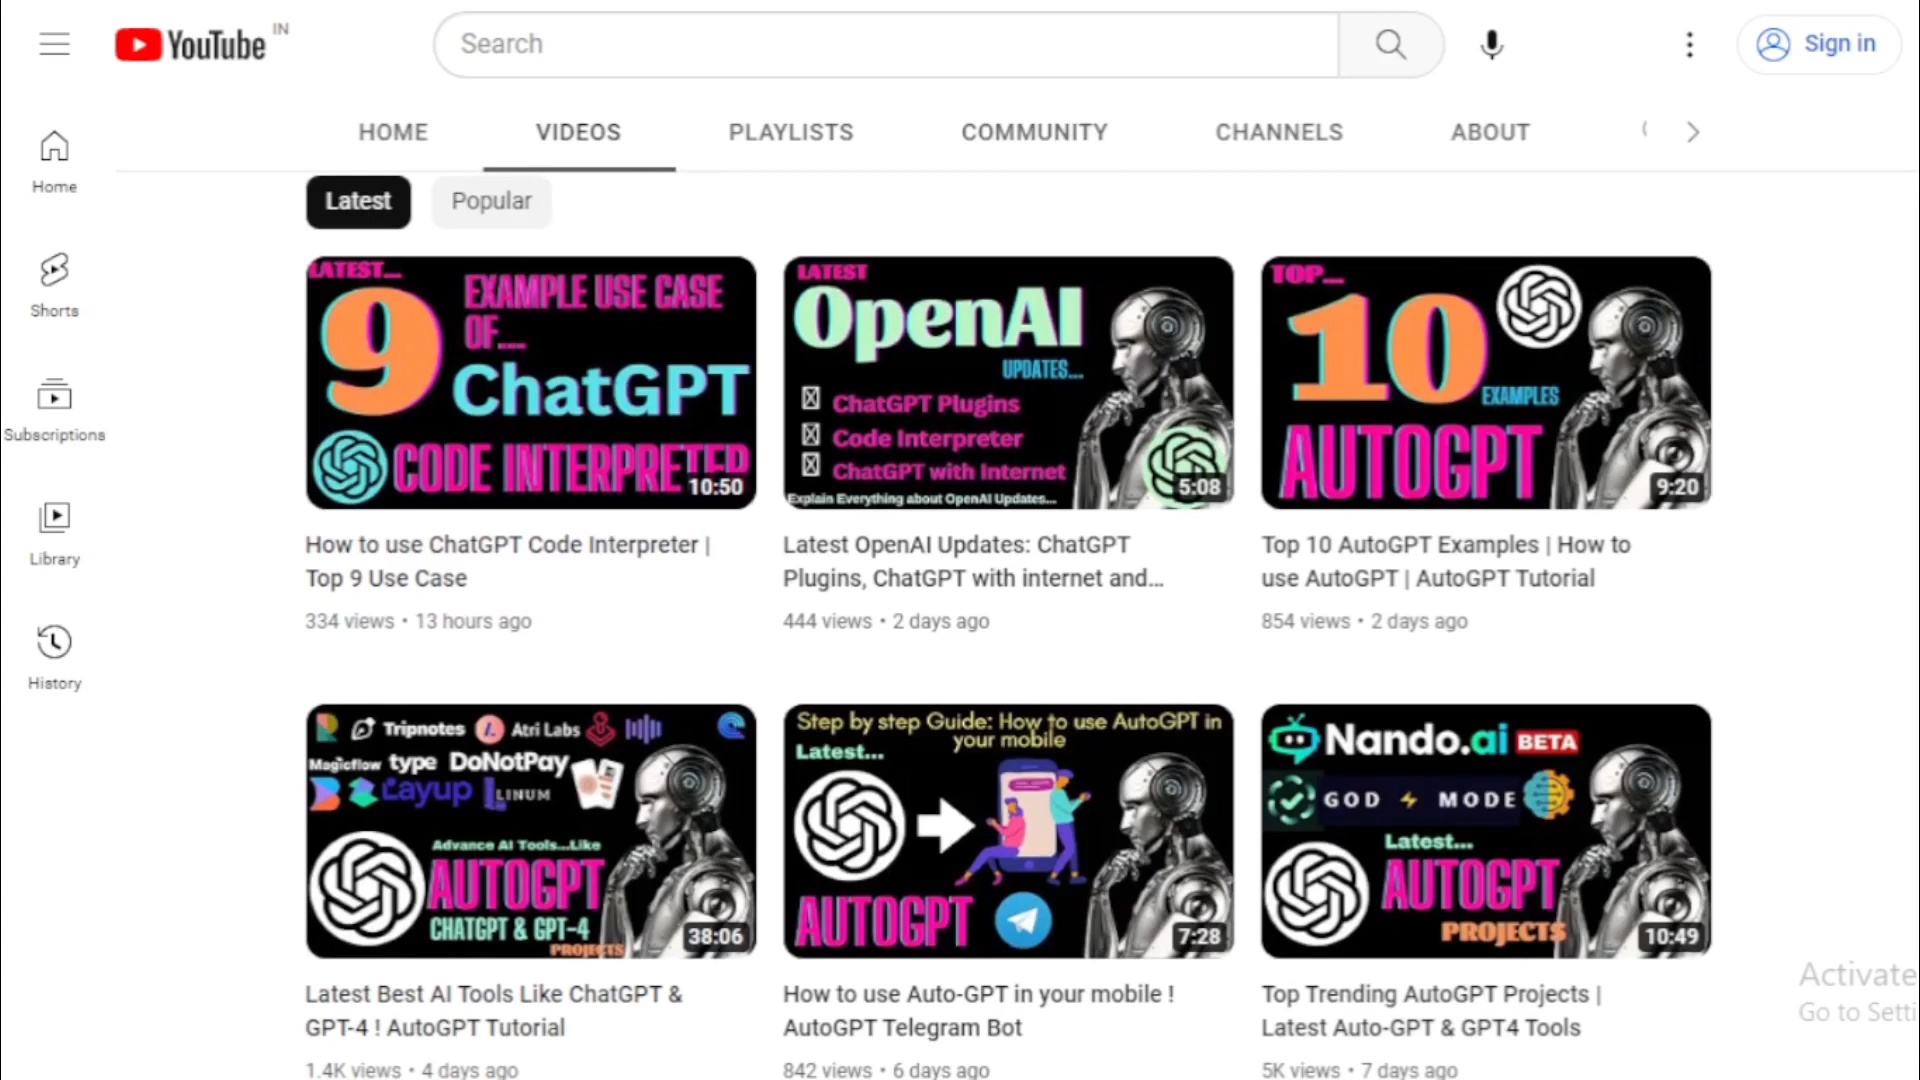 YouTube IN
Search
Sign in
HOME VIDEOS PLAYLISTS COMMUNITY CHANNELS ABOUT
Home
Shorts
Subscriptions
Library
History
Latest Popular
LATEST...
9
EXAMPLE USE CASE
OF....
ChatGPT
CODE INTERPRETER
10:50
How to use ChatGPT Code Interpreter |
Top 9 Use Case
334 views • 13 hours ago
LATEST
OpenAI
UPDATES...
ChatGPT Plugins
Code Interpreter
ChatGPT with Internet
Explain Everything about OpenAI Updates...
5:08
Latest OpenAI Updates: ChatGPT
Plugins, ChatGPT with internet and...
444 views • 2 days ago
TOP...
10
EXAMPLES
AUTOGPT
9:20
Top 10 AutoGPT Examples | How to
use AutoGPT | AutoGPT Tutorial
854 views • 2 days ago
Tripnotes Atri Labs
Magicflow type DoNotPay
Layup LINUM
Advance AI Tools...Like
AUTOGPT
CHATGPT & GPT-4
PROJECTS
38:06
Latest Best AI Tools Like ChatGPT &
GPT-4 ! AutoGPT Tutorial
1.4K views • 4 days ago
Step by step Guide: How to use AutoGPT in
your mobile
Latest...
AUTOGPT
7:28
How to use Auto-GPT in your mobile !
AutoGPT Telegram Bot
842 views • 6 days ago
Nando.ai BETA
GOD MODE
Latest...
AUTOGPT
PROJECTS
10:49
Top Trending AutoGPT Projects |
Latest Auto-GPT & GPT4 Tools
5K views • 7 days ago
Activate
Go to Setti